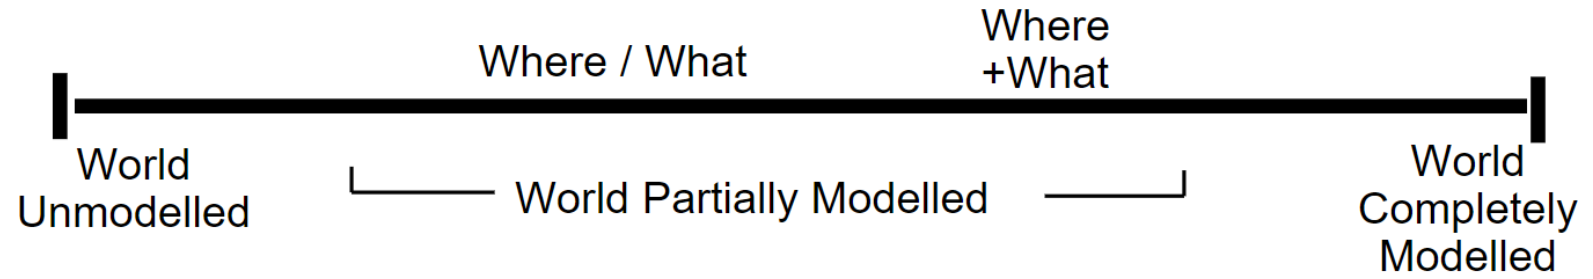 Where / What
Where
+What
World
Unmodelled
World Partially Modelled
World
Completely
Modelled